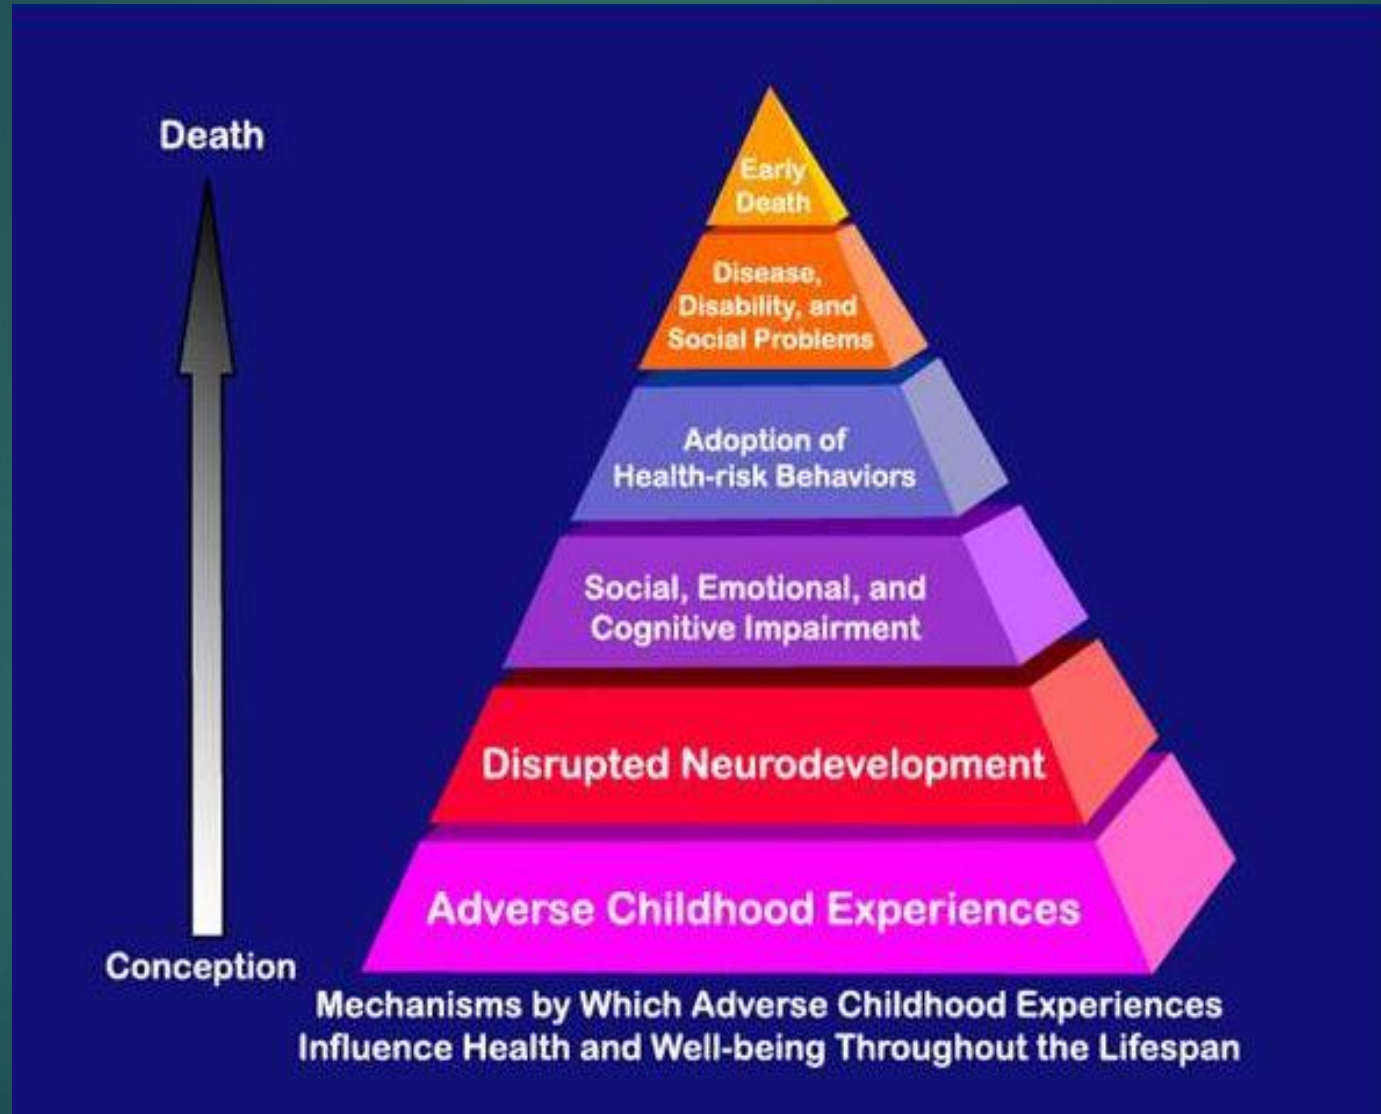 Death
Conception
Early
Death
Disease,
Disability, and
Social Problems
Adoption of
Health-risk Behaviors
Social, Emotional, and
Cognitive Impairment
Disrupted Neurodevelopment
Adverse Childhood Experiences
Mechanisms by Which Adverse Childhood Experiences
Influence Health and Well-being Throughout the Lifespan